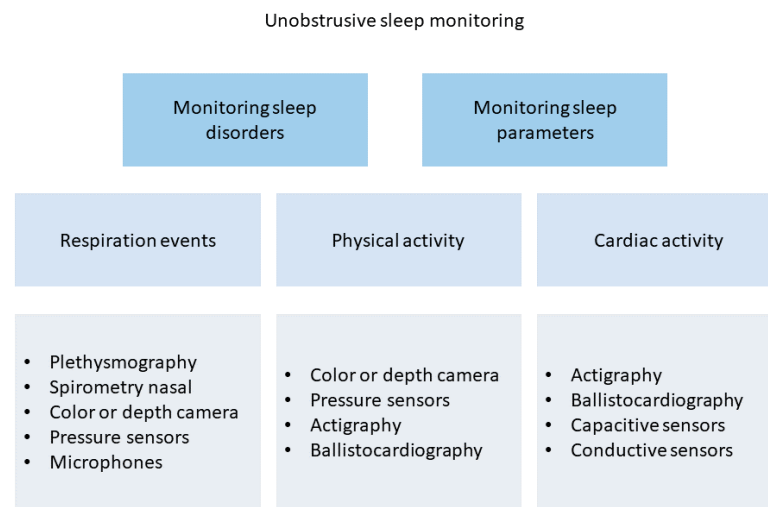 Unobstrusive sleep monitoring
Monitoring sleep
disorders
Monitoring sleep
parameters
Respiration events
Physical activity
Cardiac activity
• Plethysmography
• Spirometry nasal
• Color or depth camera
• Pressure sensors
• Microphones
• Color or depth camera
• Pressure sensors
• Actigraphy
• Ballistocardiography
• Actigraphy
• Ballistocardiography
• Capacitive sensors
• Conductive sensors